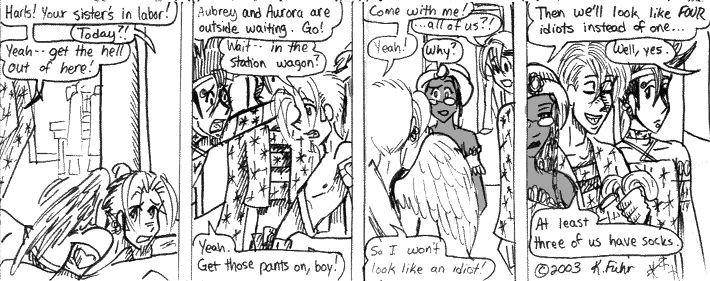 Harls! Your sister's in labor!
Today?!
Yeah-- get the hell
out of here!
Aubrey and Aurora are
outside waiting. Go!
Wait-- in the
station wagon?
Yeah.
Get those pants on, boy!
Come with me!
...all of us?!
Yeah!
Why?
So I won't
look like an idiot!
Then we'll look like FOUR
idiots instead of one...
Well, yes.
At least
three of us have socks.
©2003 K.Fuhr